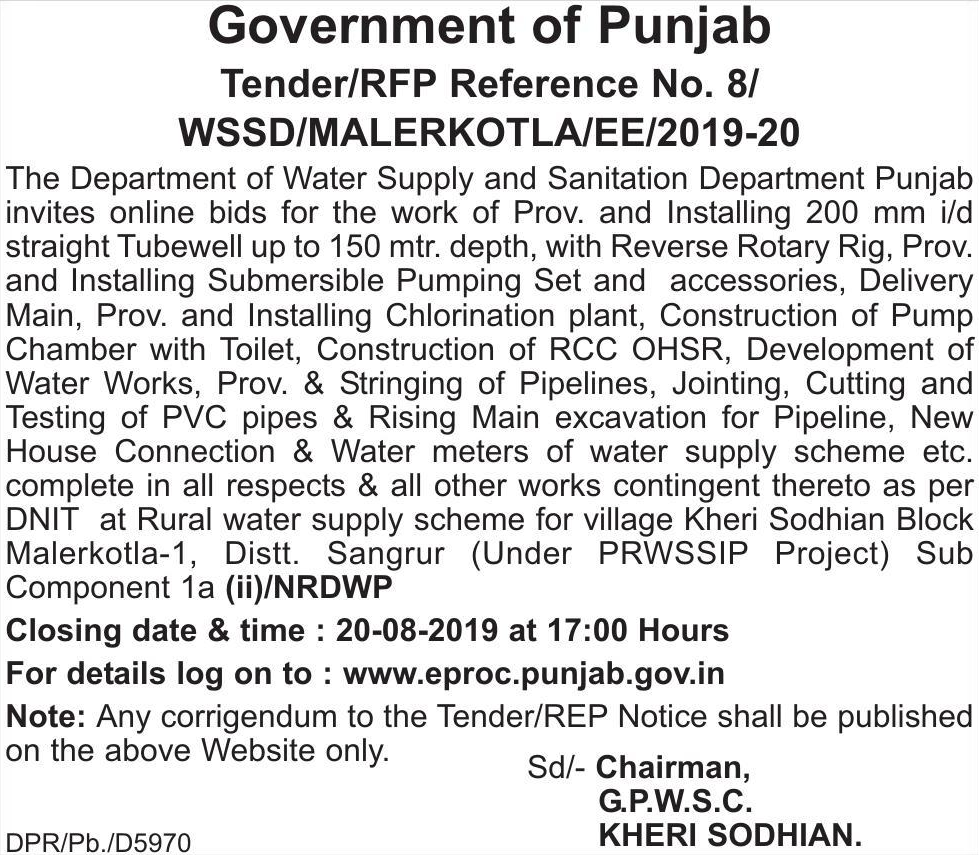 Government of Punjab
Tender/RFP Reference No. 8/
WSSD/MALERKOTLA/EE/2019-20
The Department of Water Supply and Sanitation Department Punjab
invites online bids for the work of Prov. and Installing 200 mm i/d
straight Tubewell up to 150 mtr. depth, with Reverse Rotary Rig, Prov.
and Installing Submersible Pumping Set and accessories, Delivery
Main, Prov. and Installing Chlorination plant, Construction of Pump
Chamber with Toilet, Construction of RCC OHSR, Development of
Water Works, Prov. & Stringing of Pipelines, Jointing, Cutting and
Testing of PVC pipes & Rising Main excavation for Pipeline, New
House Connection & Water meters of water supply scheme etc.
complete in all respects & all other works contingent thereto as per
DNIT at Rural water supply scheme for village Kheri Sodhian Block
Malerkotla-1, Distt. Sangrur (Under PRWSSIP Project) Sub
Component 1a (ii)/NRDWP
Closing date & time : 20-08-2019 at 17:00 Hours
For details log on to : www.eproc.punjab.gov.in
Note: Any corrigendum to the Tender/REP Notice shall be published
on the above Website only.
Sd/- Chairman,
G.P.W.S.C.
KHERI SODHIAN.
DPR/Pb./D5970